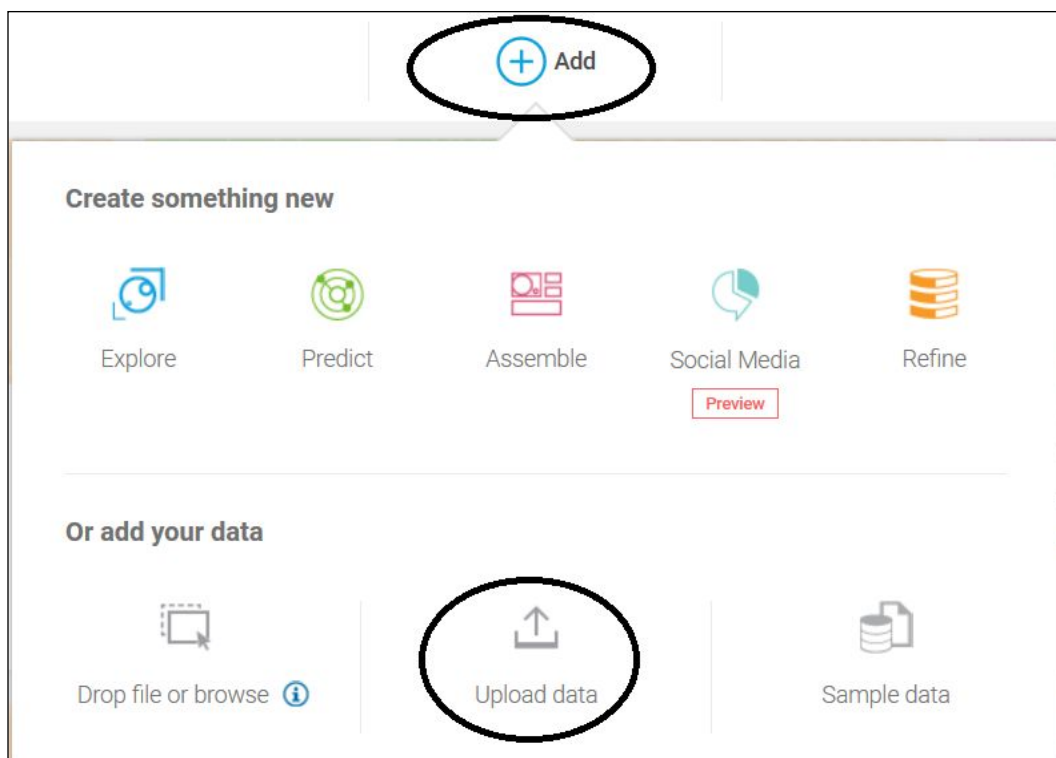 Add
Create something new
Explore
Predict
Assemble
Social Media
Refine
Preview
Or add your data
Drop file or browse
Upload data
Sample data